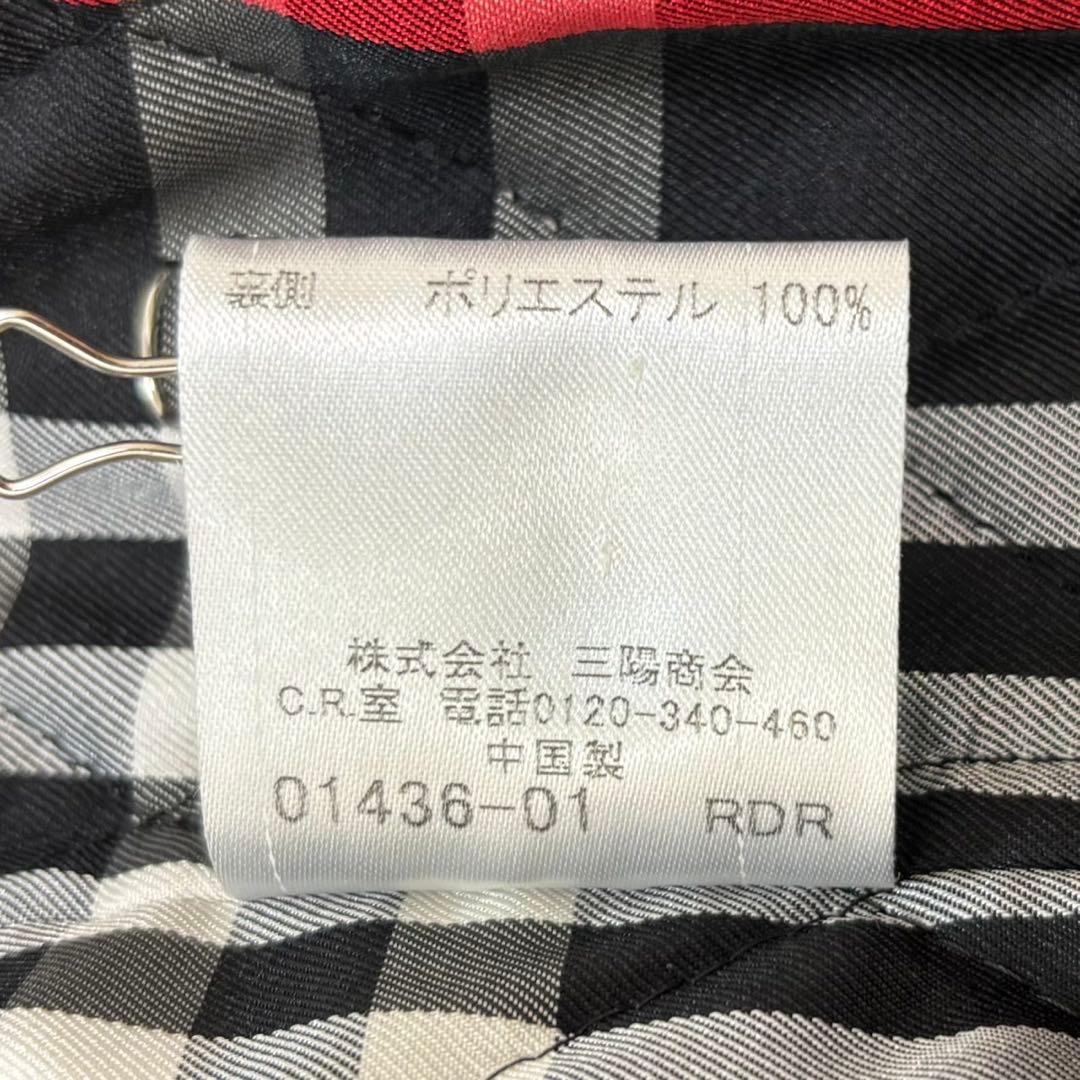 裏側 ポリエステル 100%
株式会社 三陽商会
C.R.室 電話0120-340-460
中国製
01436-01 RDR